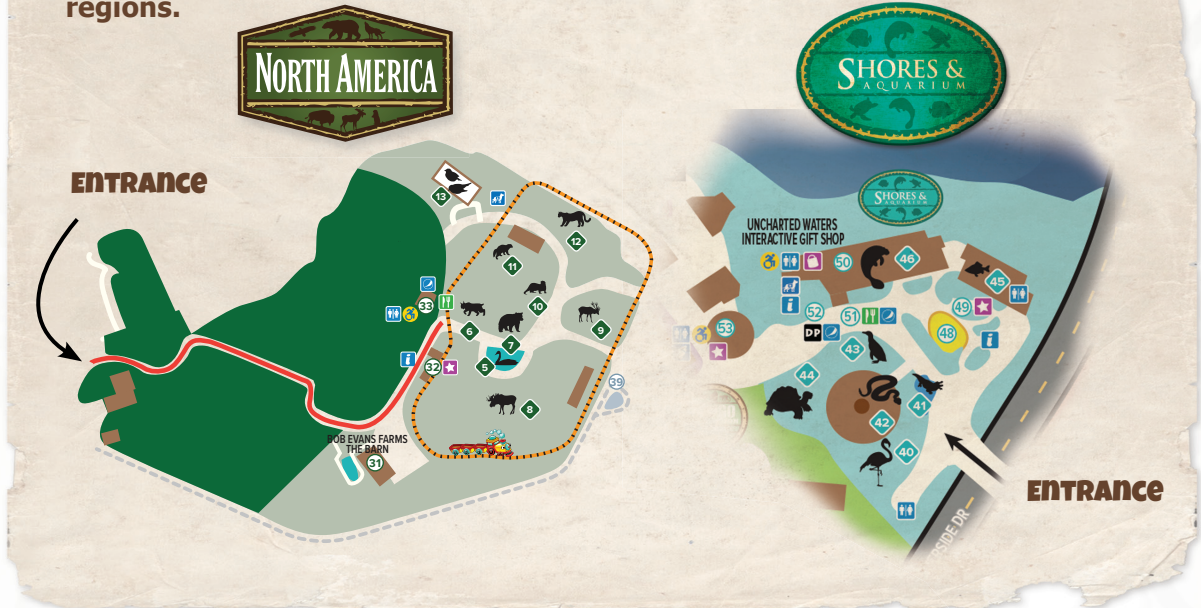 regions.
NORTH AMERICA
SHORES &
AQUARIUM
ENTRANCE
13
12
11
10
33
6
7
9
5
32
8
39
BOB EVANS FARMS
THE BARN
31
SHORES &
AQUARIUM
UNCHARTED WATERS
INTERACTIVE GIFT SHOP
50
46
45
i
49
52
51
53
DP
48
43
i
44
41
42
40
i
ENTRANCE
RSIDE DR